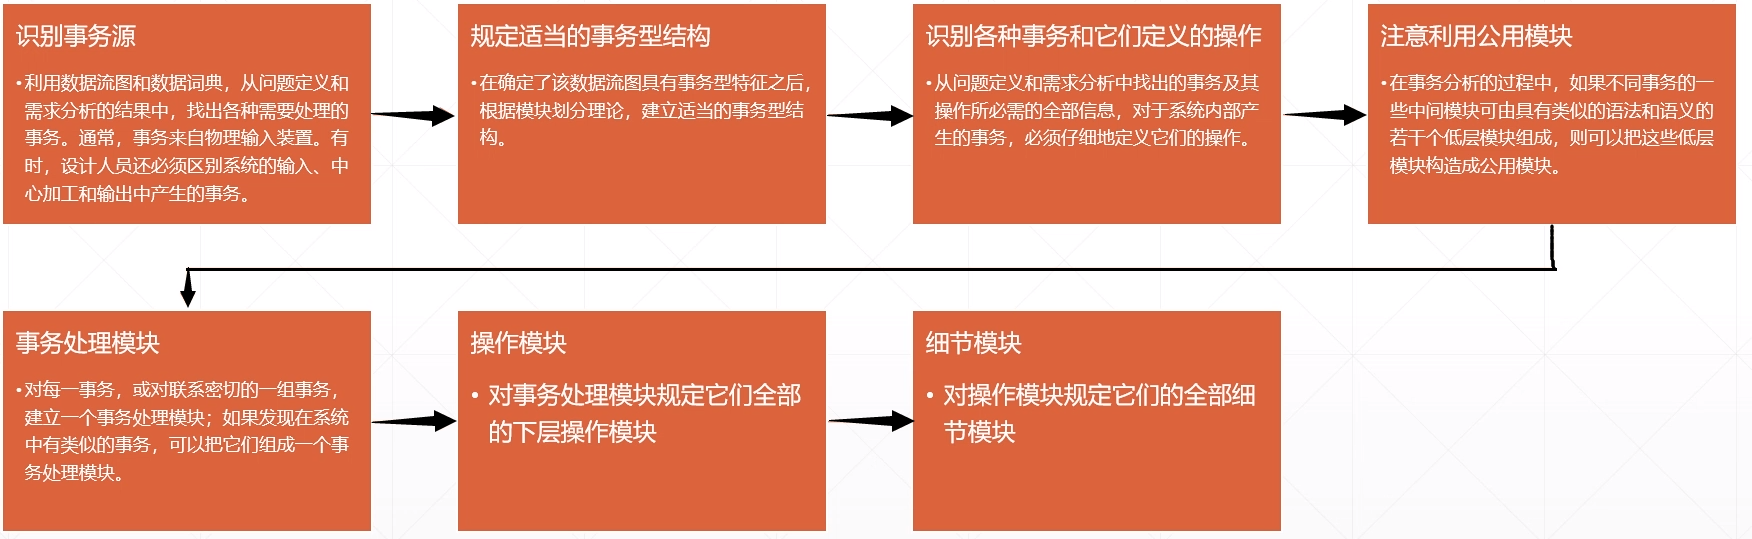 识别事务源
•利用数据流图和数据词典，从问题定义和
需求分析的结果中，找出各种需要处理的
事务。通常，事务来自物理输入装置。有
时，设计人员还必须区别系统的输入、中
心加工和输出中产生的事务。
规定适当的事务型结构
•在确定了该数据流图具有事务型特征之后，
根据模块划分理论，建立适当的事务型结
构。
识别各种事务和它们定义的操作
•从问题定义和需求分析中找出的事务及其
操作所必需的全部信息，对于系统内部产
生的事务，必须仔细地定义它们的操作。
注意利用公用模块
•在事务分析的过程中，如果不同事务的一
些中间模块可由具有类似的语法和语义的
若干个低层模块组成，则可以把这些低层
模块构造成公用模块。
事务处理模块
•对每一事务，或对联系密切的一组事务，
建立一个事务处理模块；如果发现在系统
中有类似的事务，可以把它们组成一个事
务处理模块。
操作模块
• 对事务处理模块规定它们全部
的下层操作模块
细节模块
• 对操作模块规定它们的全部细
节模块